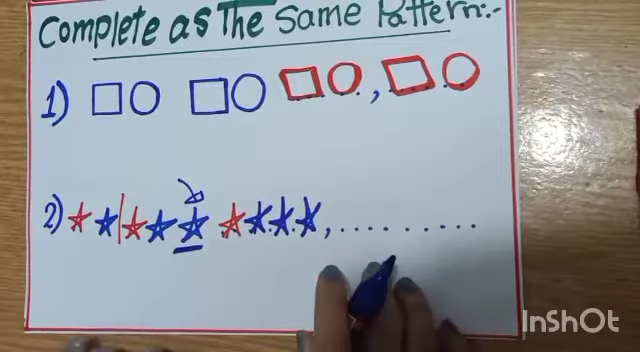 Complete as The Same Pattern:-
1)
2)
InShOt